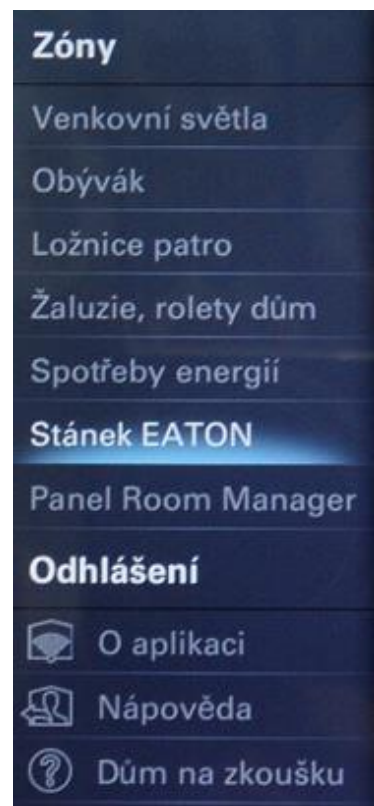 Zóny
Venkovní světla
Obývák
Ložnice patro
Žaluzie, rolety dům
Spotřeby energií
Stánek EATON
Panel Room Manager
Odhlášení
O aplikaci
Nápověda
Dům na zkoušku